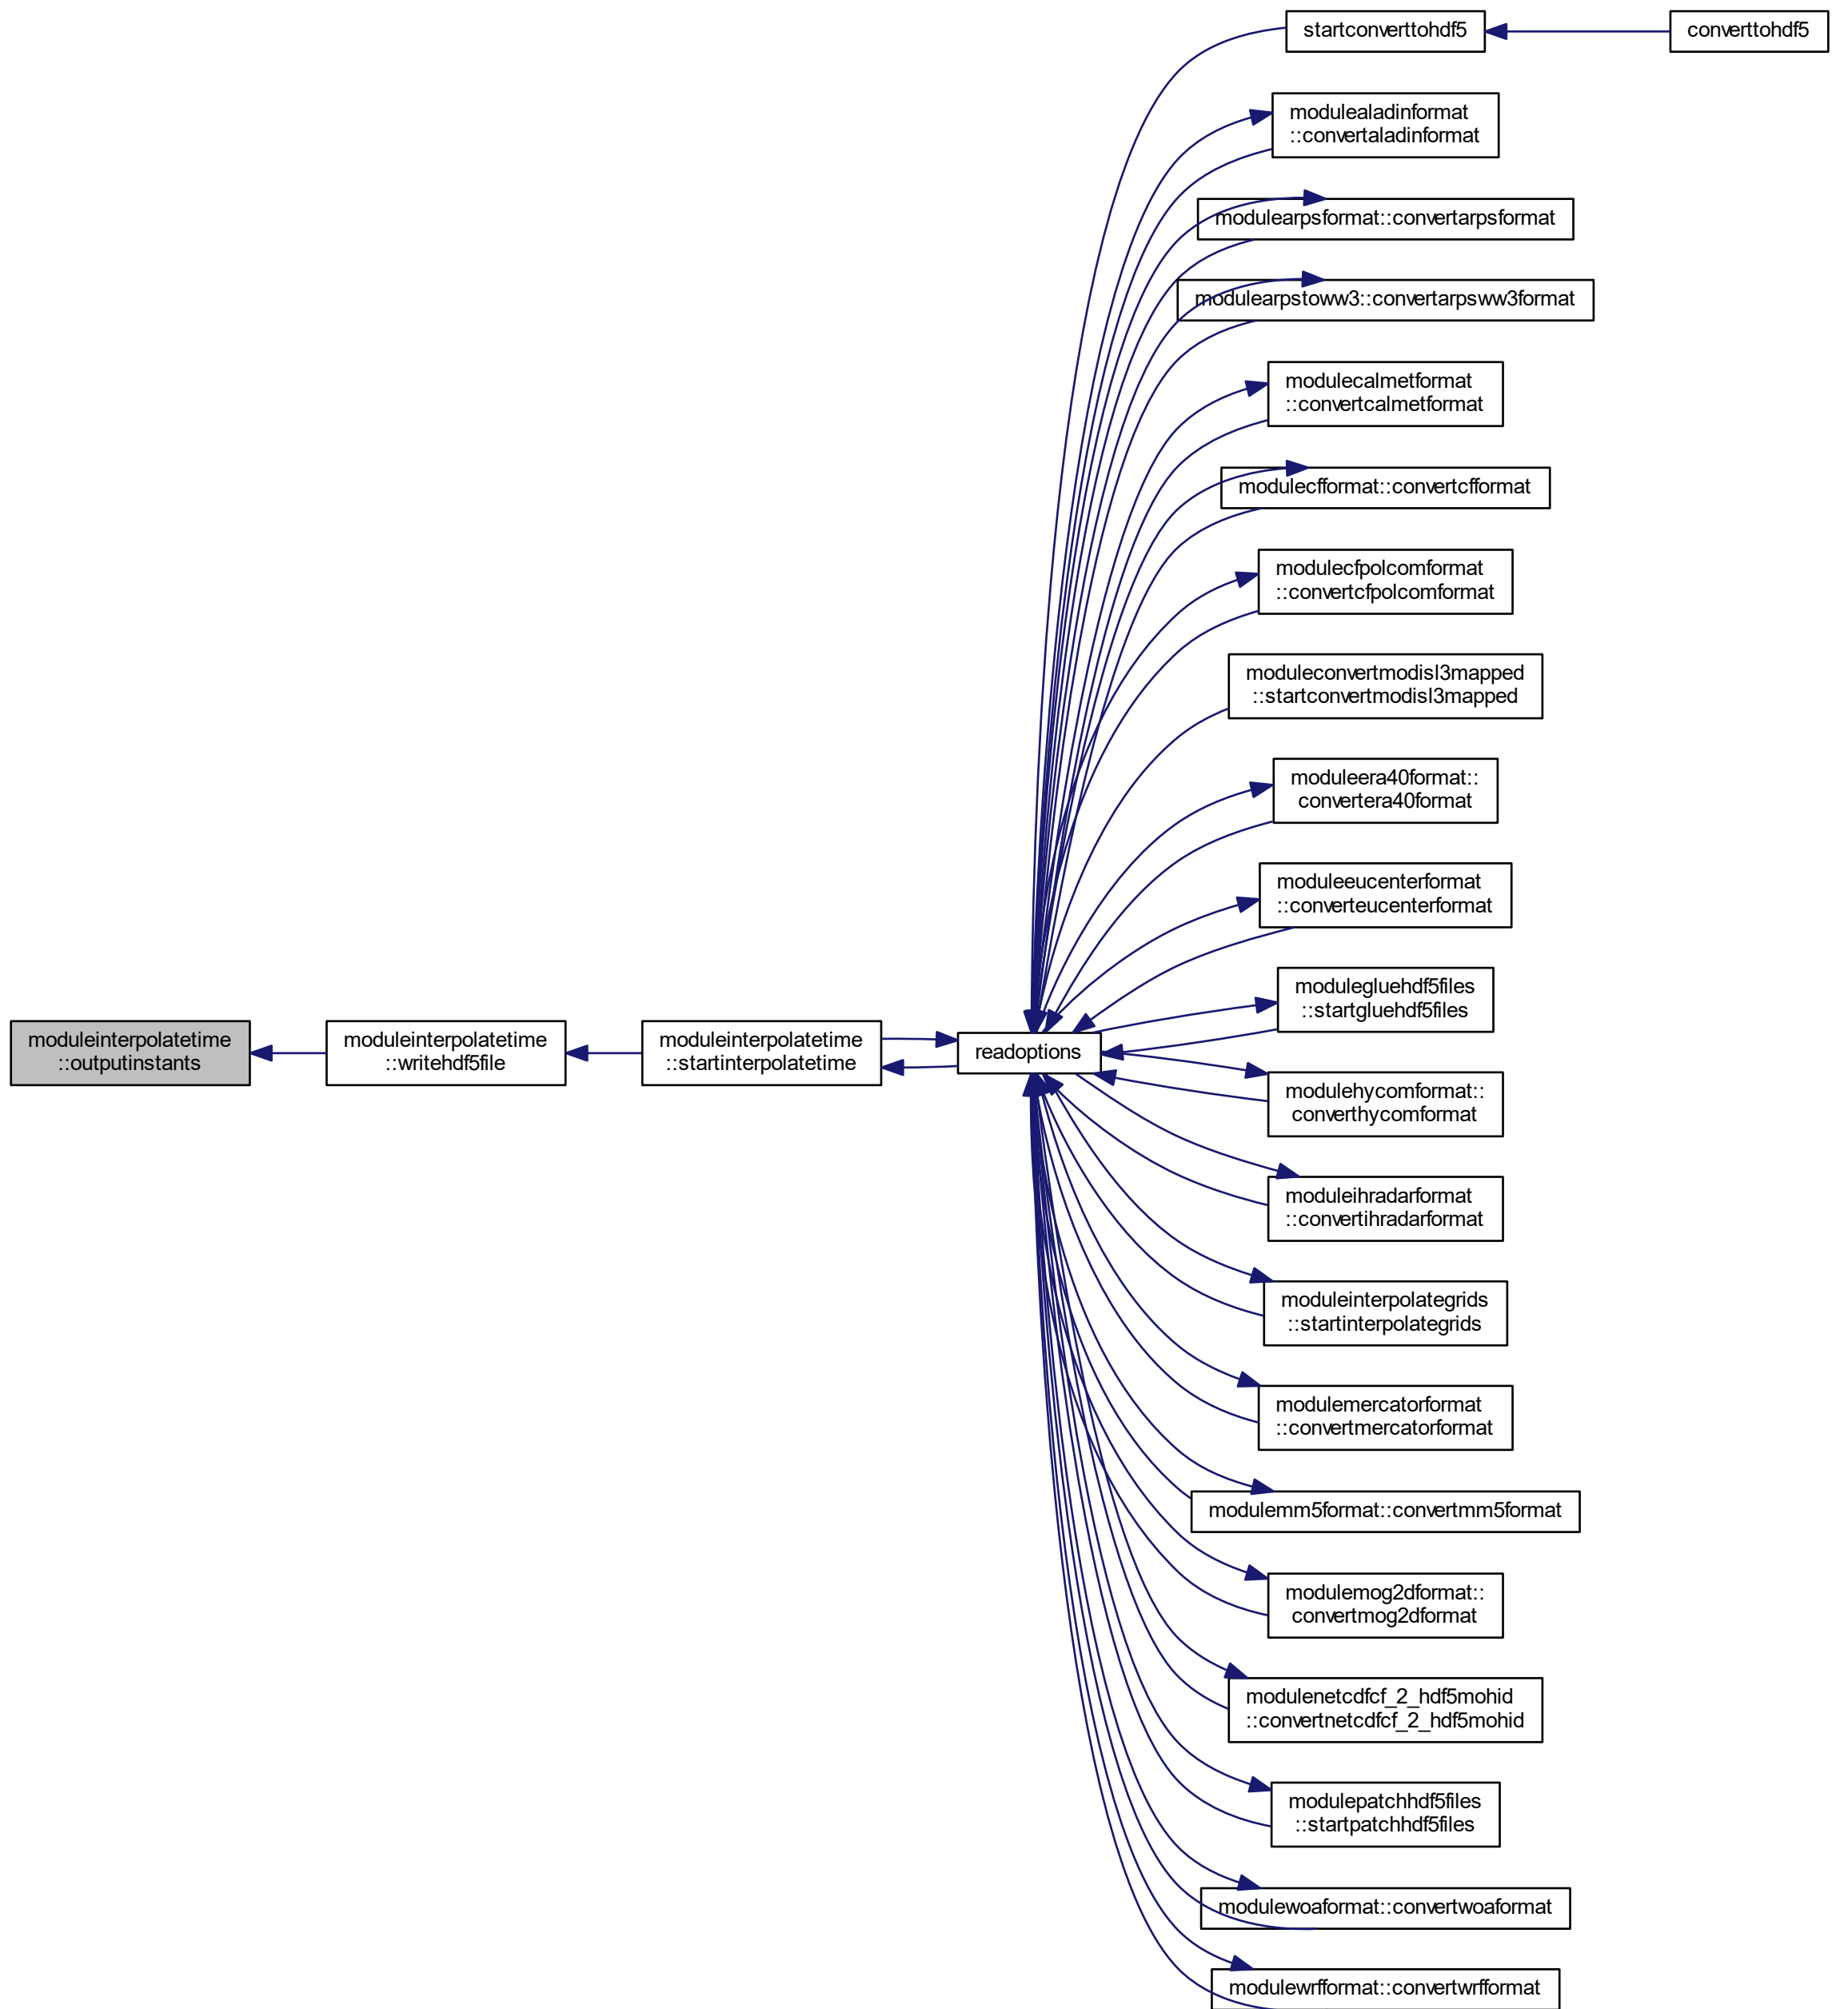 startconverttohdf5
converttohdf5
modulealadinformat
::convertaladinformat
modulearpsformat::convertarpsformat
modulearpstoww3::convertarpsww3format
modulecalmetformat
::convertcalmetformat
modulecfformat::convertcfformat
modulecfpolcomformat
::convertcfpolcomformat
moduleconvertmodisl3mapped
::startconvertmodisl3mapped
moduleera40format::
convertera40format
moduleeucenterformat
::converteucenterformat
modulegluehdf5files
::startgluehdf5files
moduleinterpolatetime
::outputinstants
moduleinterpolatetime
::writehdf5file
moduleinterpolatetime
::startinterpolatetime
readoptions
modulehycomformat::
converthycomformat
moduleihradarformat
::convertihradarformat
moduleinterpolategrids
::startinterpolategrids
modulemercatorformat
::convertmercatorformat
modulemm5format::convertmm5format
modulemog2dformat::
convertmog2dformat
modulenetcdfcf_2_hdf5mohid
::convertnetcdfcf_2_hdf5mohid
modulepatchhdf5files
::startpatchhdf5files
modulewoaformat::convertwoaformat
modulewrfformat::convertwrfformat